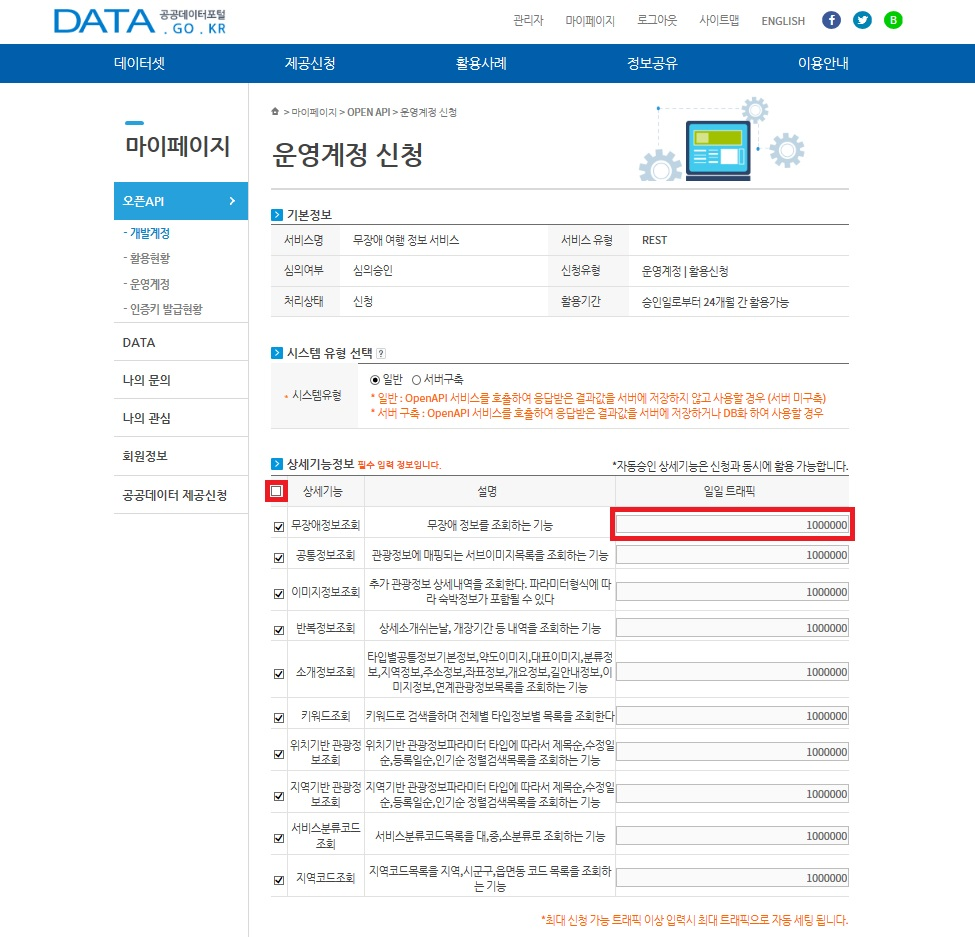 DATA 공공데이터포털
.GO.KR
관리자 마이페이지 로그아웃 사이트맵 ENGLISH f B
데이터셋 제공신청 활용사례 정보공유 이용안내
마이페이지
오픈API >
- 개발계정
- 활용현황
- 운영계정
- 인증키 발급현황
DATA
나의 문의
나의 관심
회원정보
공공데이터 제공신청
> 마이페이지 > OPEN API > 운영계정 신청
운영계정 신청
기본정보
서비스명 무장애 여행 정보 서비스 서비스 유형 REST
심의여부 심의승인 신청유형 운영계정 | 활용신청
처리상태 신청 활용기간 승인일로부터 24개월 간 활용가능
시스템 유형 선택 ?
* 시스템유형
일반 서버구축
* 일반 : OpenAPI 서비스를 호출하여 응답받은 결과값을 서버에 저장하지 않고 사용할 경우 (서버 미구축)
* 서버 구축 : OpenAPI 서비스를 호출하여 응답받은 결과값을 서버에 저장하거나 DB화 하여 사용할 경우
상세기능정보 필수 입력 정보입니다.
*자동승인 상세기능은 신청과 동시에 활용 가능합니다.
상세기능 설명 일일 트래픽
무장애정보조회 무장애 정보를 조회하는 기능 1000000
공통정보조회 관광정보에 매핑되는 서브이미지목록을 조회하는 기능 1000000
이미지정보조회 추가 관광정보 상세내역을 조회한다. 파라미터형식에 따
라 숙박정보가 포함될 수 있다 1000000
반복정보조회 상세소개쉬는날, 개장기간 등 내역을 조회하는 기능 1000000
소개정보조회 타입별공통정보기본정보,약도이미지,대표이미지,분류정
보,지역정보,주소정보,좌표정보,개요정보,길안내정보,이
미지정보,연계관광정보목록을 조회하는 기능 1000000
키워드조회 키워드로 검색을하며 전체별 타입정보별 목록을 조회한다 1000000
위치기반 관광정 위치기반 관광정보파라미터 타입에 따라서 제목순,수정일
보조회 순,등록일순,인기순 정렬검색목록을 조회하는 기능 1000000
지역기반 관광정 지역기반 관광정보파라미터 타입에 따라서 제목순,수정일
보조회 순,등록일순,인기순 정렬검색목록을 조회하는 기능 1000000
서비스분류코드
조회 서비스분류코드목록을 대,중,소분류로 조회하는 기능 1000000
지역코드조회 지역코드목록을 지역,시군구,읍면동 코드 목록을 조회하
는 기능 1000000
*최대 신청 가능 트래픽 이상 입력시 최대 트래픽으로 자동 세팅 됩니다.